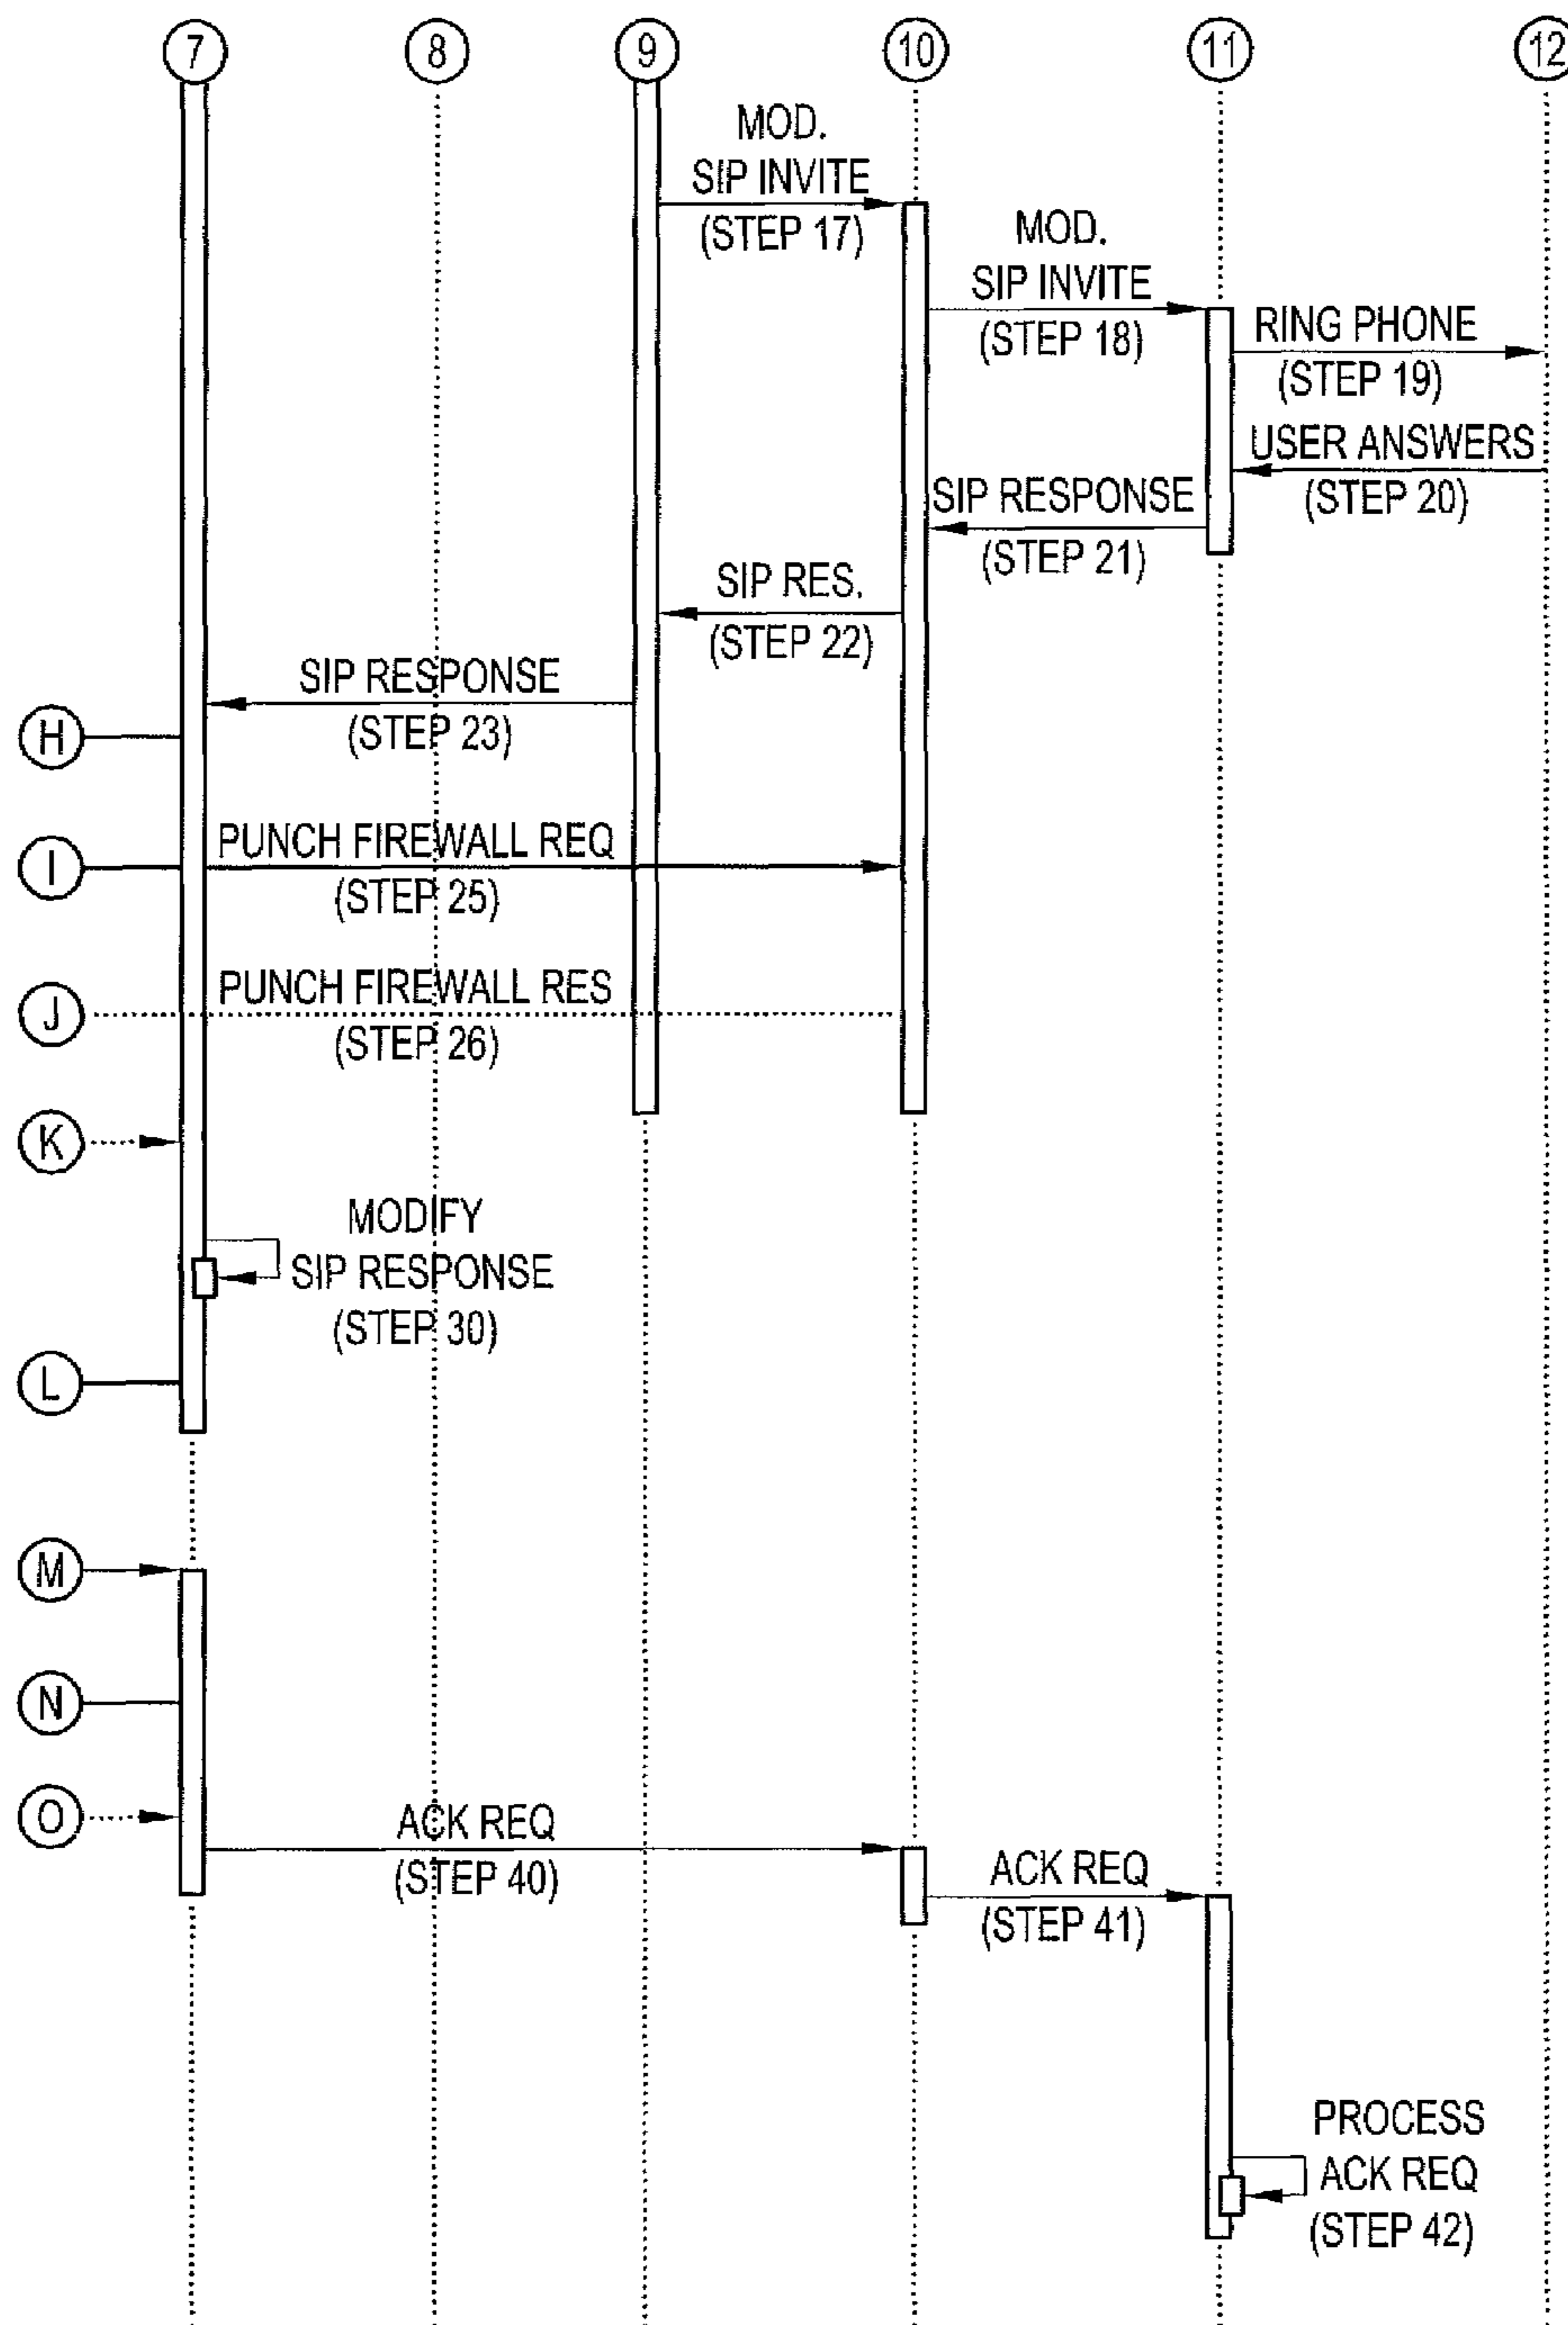 7
8
9
10
11
12
MOD.
SIP INVITE
(STEP 17)
MOD.
SIP INVITE
(STEP 18)
RING PHONE
(STEP 19)
USER ANSWERS
(STEP 20)
SIP RESPONSE
(STEP 21)
SIP RES.
(STEP 22)
SIP RESPONSE
(STEP 23)
H
I
PUNCH FIREWALL REQ
(STEP 25)
J
PUNCH FIREWALL RES
(STEP 26)
K
MODIFY
SIP RESPONSE
(STEP 30)
L
M
N
O
ACK REQ
(STEP 40)
ACK REQ
(STEP 41)
PROCESS
ACK REQ
(STEP 42)